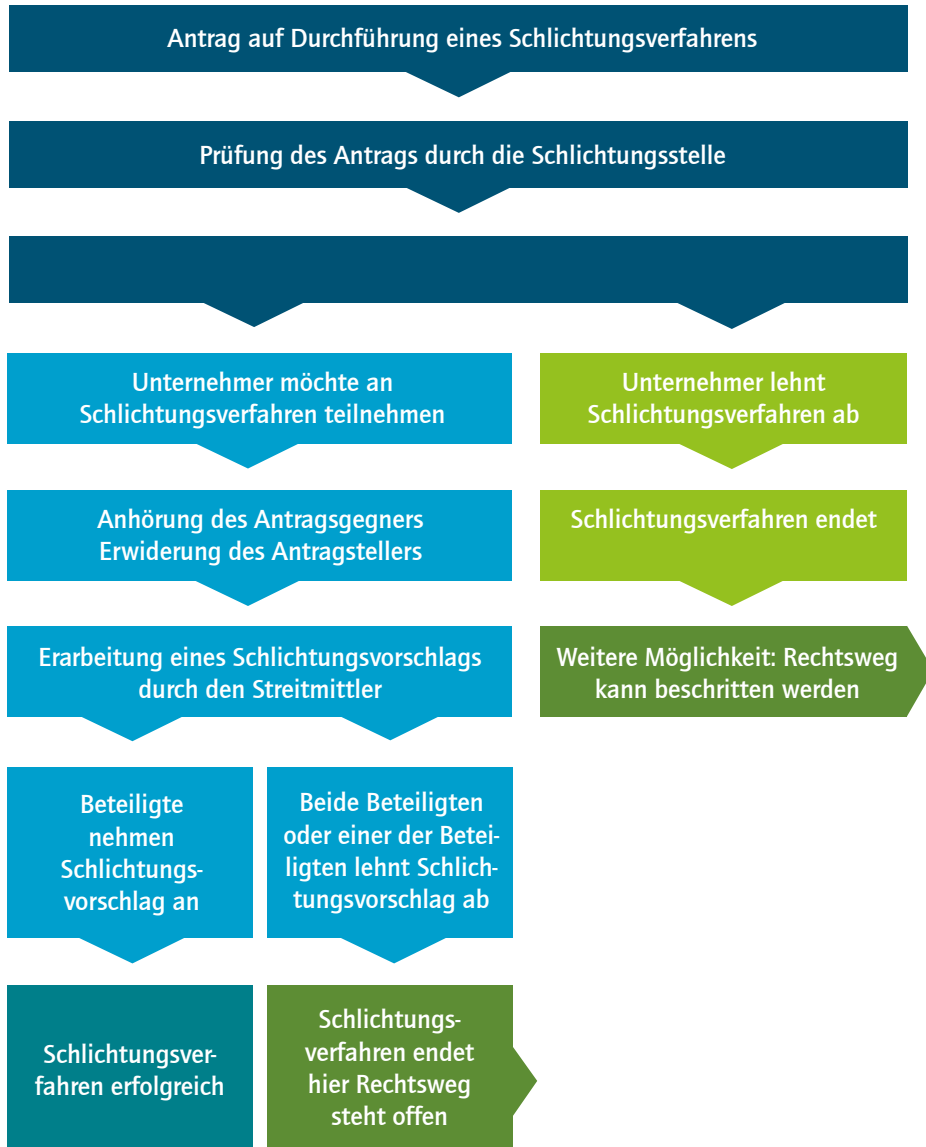 Antrag auf Durchführung eines Schlichtungsverfahrens
Prüfung des Antrags durch die Schlichtungsstelle
Unternehmer möchte an
Schlichtungsverfahren teilnehmen
Unternehmer lehnt
Schlichtungsverfahren ab
Anhörung des Antragsgegners
Erwiderung des Antragstellers
Schlichtungsverfahren endet
Erarbeitung eines Schlichtungsvorschlags
durch den Streitmittler
Weitere Möglichkeit: Rechtsweg
kann beschritten werden
Beteiligte
nehmen
Schlichtungs-
vorschlag an
Beide Beteiligten
oder einer der Betei-
ligten lehnt Schlich-
tungsvorschlag ab
Schlichtungsver-
fahren erfolgreich
Schlichtungs-
verfahren endet
hier Rechtsweg
steht offen